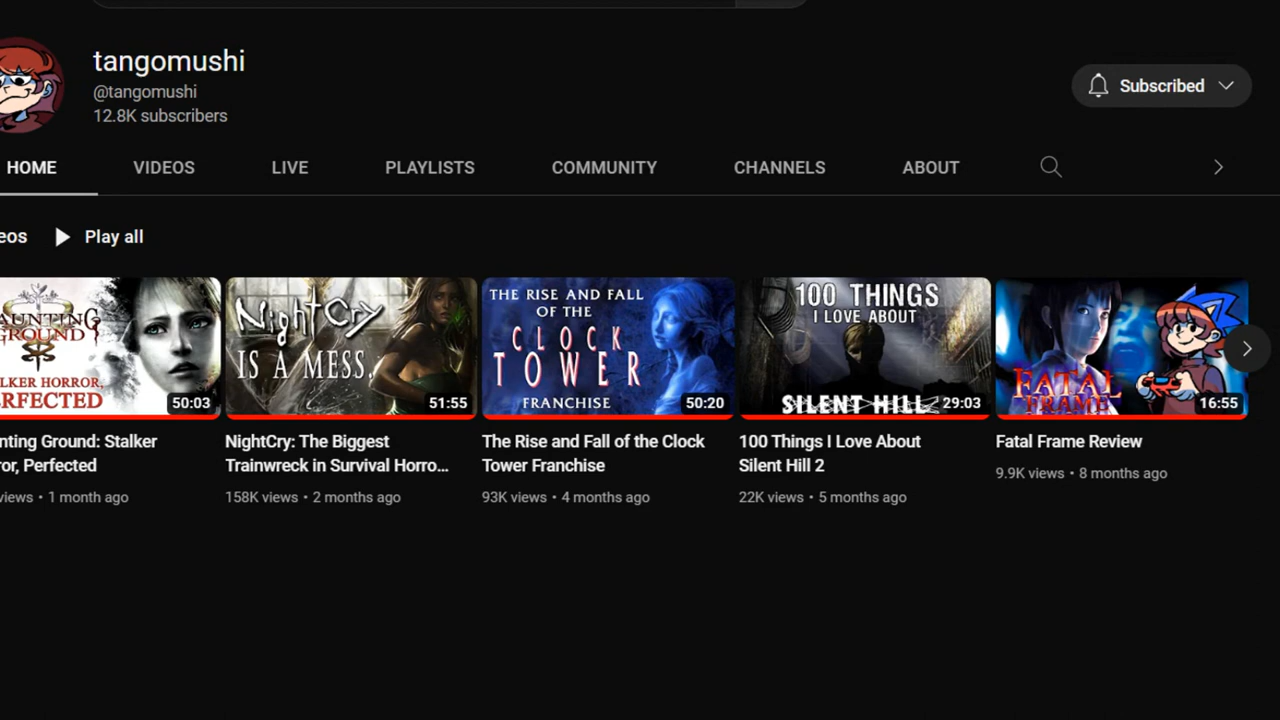 tangomushi
@tangomushi
12.8K subscribers
Subscribed
HOME VIDEOS LIVE PLAYLISTS COMMUNITY CHANNELS ABOUT
eos Play all
AUNTING
GROUND
LKER HORROR,
RFECTED
50:03
NightCry
IS A MESS.
51:55
THE RISE AND FALL
OF THE
CLOCK
TOWER
FRANCHISE
50:20
100 THINGS
I LOVE ABOUT
SILENT HILL 2
29:03
FATAL
FRAME
16:55
nting Ground: Stalker
ror, Perfected
views • 1 month ago
NightCry: The Biggest
Trainwreck in Survival Horro...
158K views • 2 months ago
The Rise and Fall of the Clock
Tower Franchise
93K views • 4 months ago
100 Things I Love About
Silent Hill 2
22K views • 5 months ago
Fatal Frame Review
9.9K views • 8 months ago